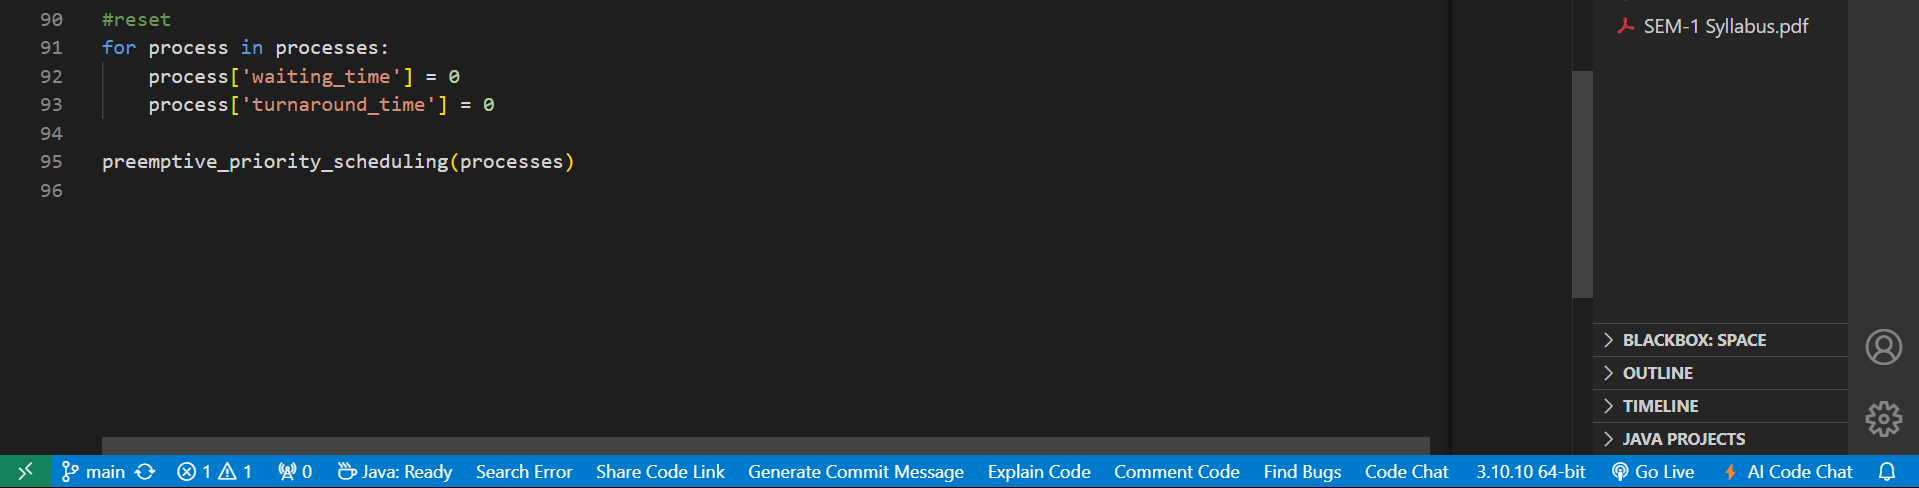 90 #reset
91 for process in processes:
92 process['waiting_time'] = 0
93 process['turnaround_time'] = 0
94
95 preemptive_priority_scheduling(processes)
96
SEM-1 Syllabus.pdf
BLACKBOX: SPACE
OUTLINE
TIMELINE
JAVA PROJECTS
main 1 1 0 Java: Ready Search Error Share Code Link Generate Commit Message Explain Code Comment Code Find Bugs Code Chat 3.10.10 64-bit Go Live AI Code Chat